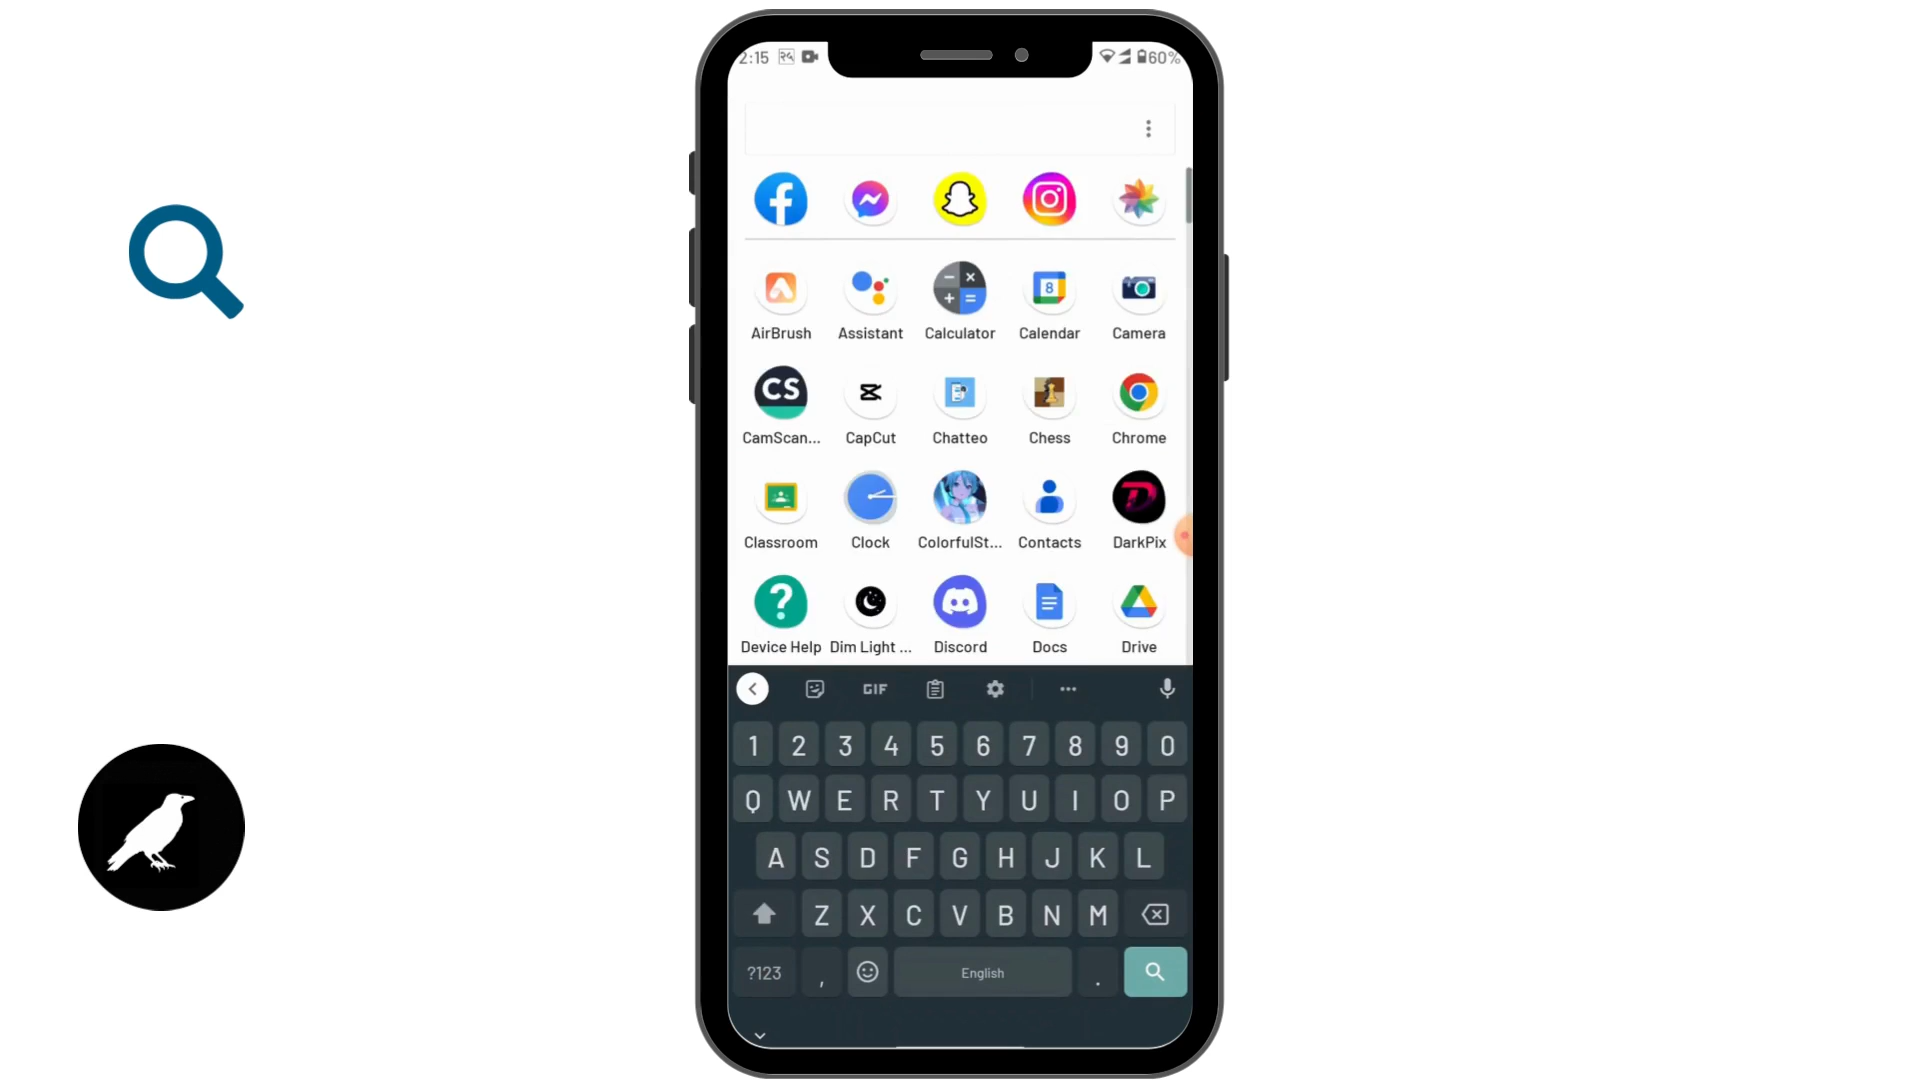 2:15 60%
8
AirBrush Assistant Calculator Calendar Camera
CS
CamScan... CapCut Chatteo Chess Chrome
Classroom Clock ColorfulSt... Contacts DarkPix
Device Help Dim Light ... Discord Docs Drive
GIF
1 2 3 4 5 6 7 8 9 0
Q W E R T Y U I O P
A S D F G H J K L
Z X C V B N M
?123 , English .